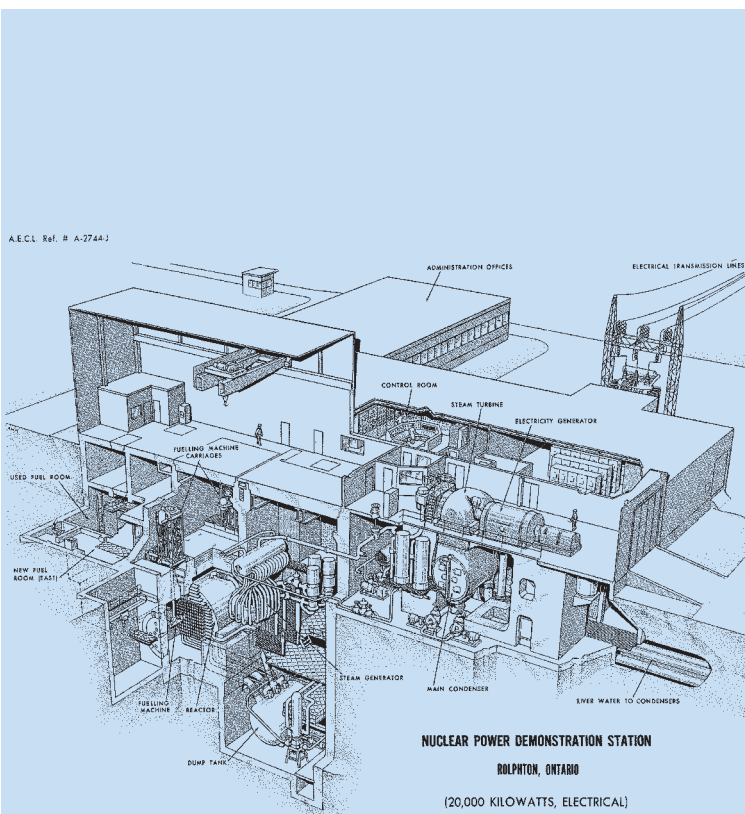 A.E.C.L. Ref. # A-2744-J
ADMINISTRATION OFFICES
ELECTRICAL TRANSMISSION LINES
CONTROL ROOM
STEAM TURBINE
ELECTRICITY GENERATOR
FUELLING MACHINE
CARRIAGES
USED FUEL ROOM
NEW FUEL
ROOM (EAST)
STEAM GENERATOR
MAIN CONDENSER
RIVER WATER TO CONDENSERS
FUELLING
MACHINE
REACTOR
DUMP TANK
NUCLEAR POWER DEMONSTRATION STATION
ROLPHTON, ONTARIO
(20,000 KILOWATTS, ELECTRICAL)